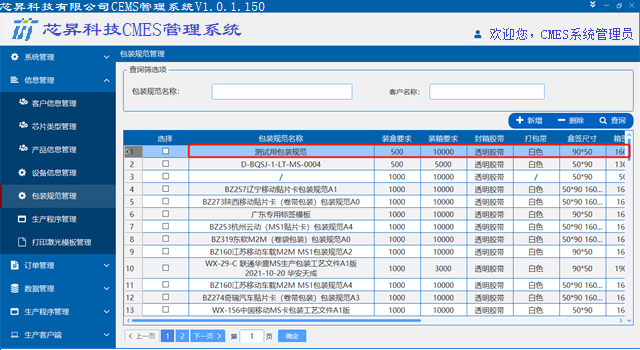 芯昇科技有限公司CEMS管理系统V1.0.1.150
芯昇科技CMES管理系统
欢迎您,CMES系统管理员
系统管理
信息管理
客户信息管理
芯片类型管理
产品信息管理
设备信息管理
包装规范管理
生产程序管理
打印激光模板管理
订单管理
数据管理
生产程序管理
生产客户端
包装规范管理
查询筛选项
包装规范名称:
客户名称:
新增 删除 查询
选择 包装规范名称 装盒要求 装箱要求 封箱胶带 打包带 盒签尺寸 箱签
1 测试用包装规范 500 10000 透明胶带 白色 90*50 160
2 D-BQSJ-1-LT-MS-0004 500 5000 透明胶带 白色 90*50 130
3 / 1000 10000 透明胶带 / 90*50 50*
4 BZ257辽宁移动贴片卡包装规范A1 1000 10000 透明胶带 白色 50*90 160...
5 BZ273陕西移动贴片卡(卷带包装)包装规范A0 1000 10000 透明胶带 白色 50*90 160...
6 广东专用标签模板 1000 10000 透明胶带 白色 90*50
7 BZ253杭州云动(MS1贴片卡)包装规范A4 1000 10000 透明胶带 白色 50*90 160...
8 BZ319东软M2M(卷袋包装)包装规范A0 1000 10000 透明胶带 白色 50*90 160...
9 BZ160江苏移动车载M2M MS1包装规范A4 1000 10000 透明胶带 白色 90*50
10 WX-29-C 联通华盛MS生产包装工艺文件A1版 2021-10-20 华安天成 1000 3000 透明胶带 白色 90*50 190
11 BZ160江苏移动车载M2M MS1包装规范A4 1000 10000 透明胶带 白色 50*90 160...
12 BZ274奇瑞汽车贴片卡(卷带包装)包装规范A3 1000 10000 透明胶带 白色 50*90 160...
13 WX-156中国移动MS卡包装工艺文件A1版 1000 10000 透明胶带 白色 90*50
上一页 1 2 下一页 第 1 页 确定